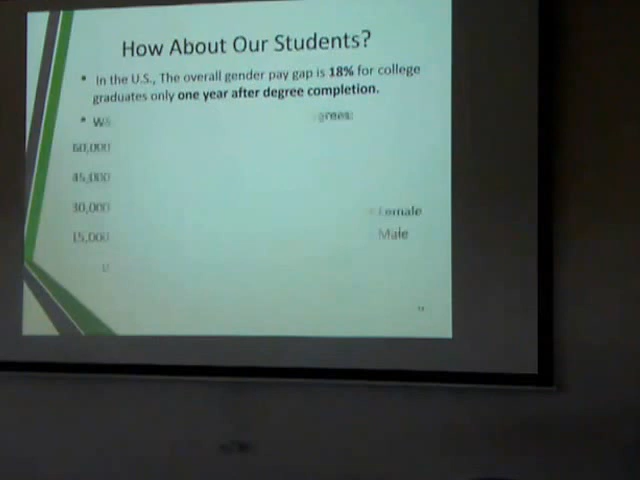 How About Our Students?
• In the U.S., The overall gender pay gap is 18% for college
graduates only one year after degree completion.
•
60,000
45,000
30,000
15,000
Female
Male